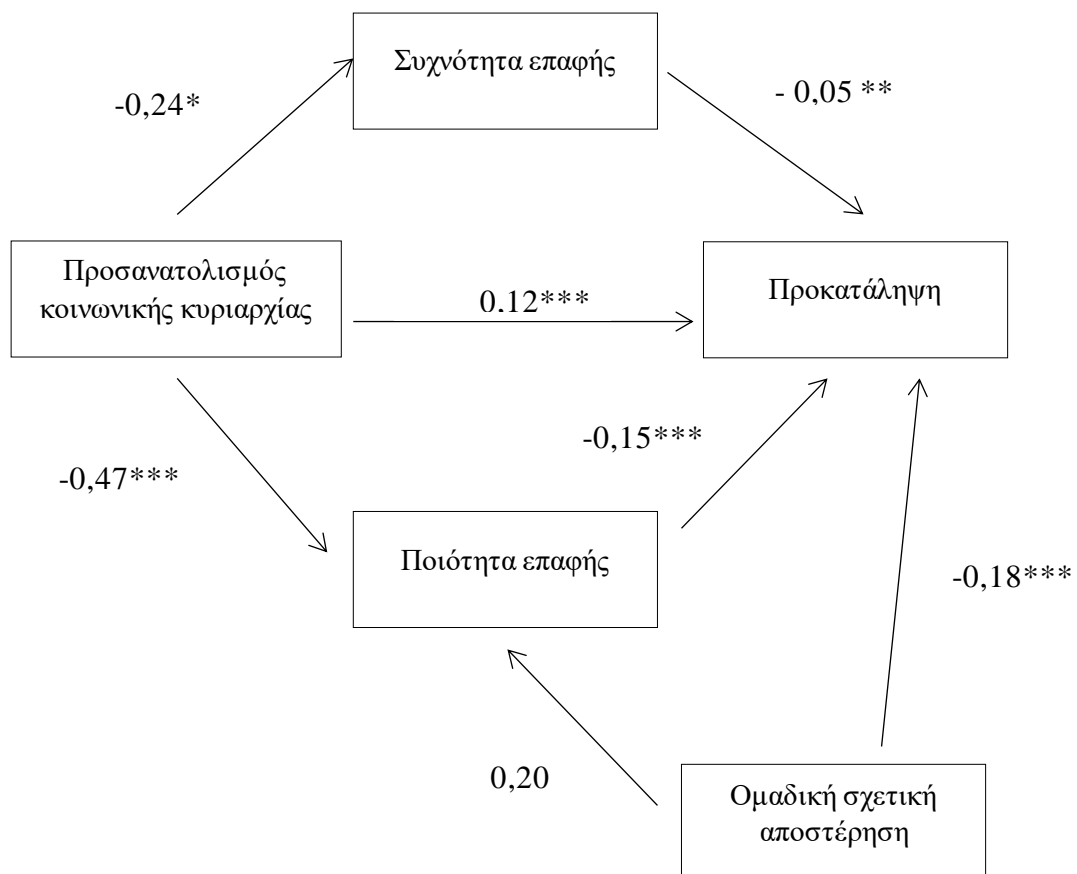 Συχνότητα επαφής
-0,24*
- 0,05 **
Προσανατολισμός
κοινωνικής κυριαρχίας
0.12***
Προκατάληψη
-0,47***
-0,15***
Ποιότητα επαφής
-0,18***
0,20
Ομαδική σχετική
αποστέρηση